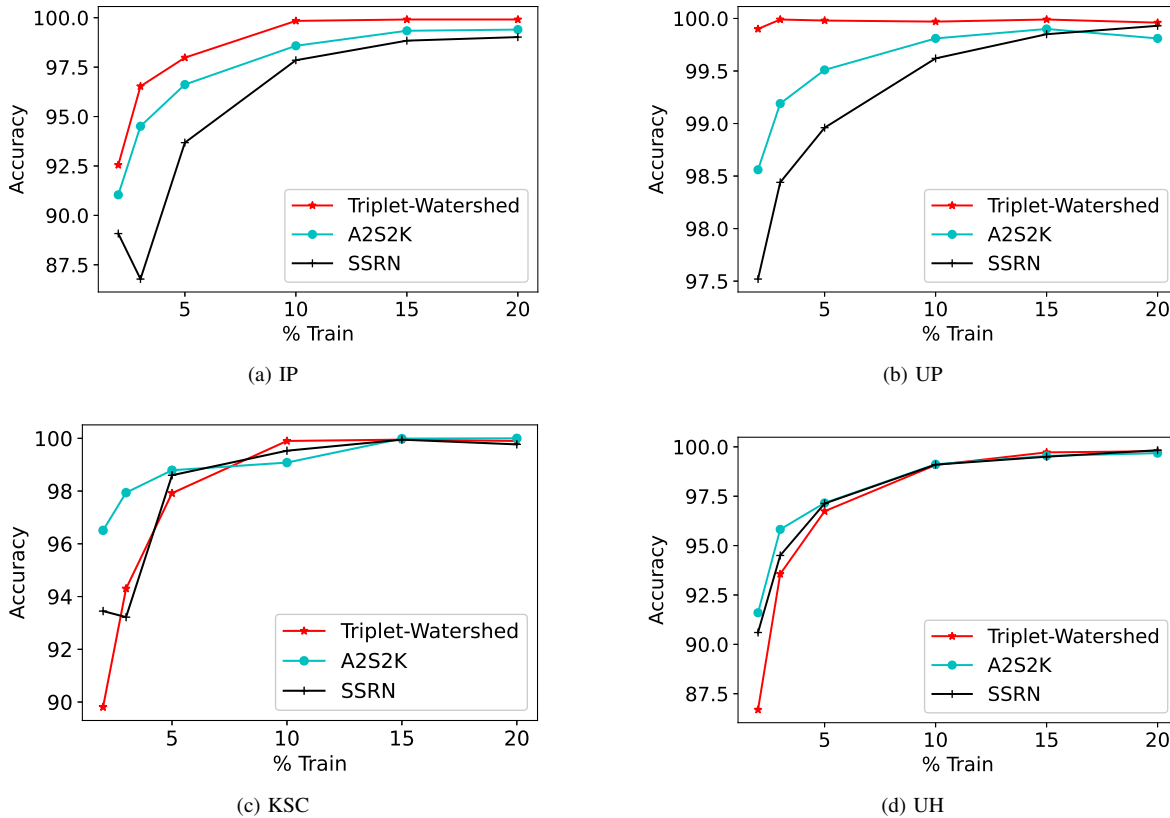 100.0
97.5
95.0
92.5
90.0
87.5
Accuracy
Triplet-Watershed
A2S2K
SSRN
5
10
15
20
% Train
(a) IP
100.0
99.5
99.0
98.5
98.0
97.5
Accuracy
Triplet-Watershed
A2S2K
SSRN
5
10
15
20
% Train
(b) UP
100
98
96
94
92
90
Accuracy
Triplet-Watershed
A2S2K
SSRN
5
10
15
20
% Train
(c) KSC
100.0
97.5
95.0
92.5
90.0
87.5
Accuracy
Triplet-Watershed
A2S2K
SSRN
5
10
15
20
% Train
(d) UH